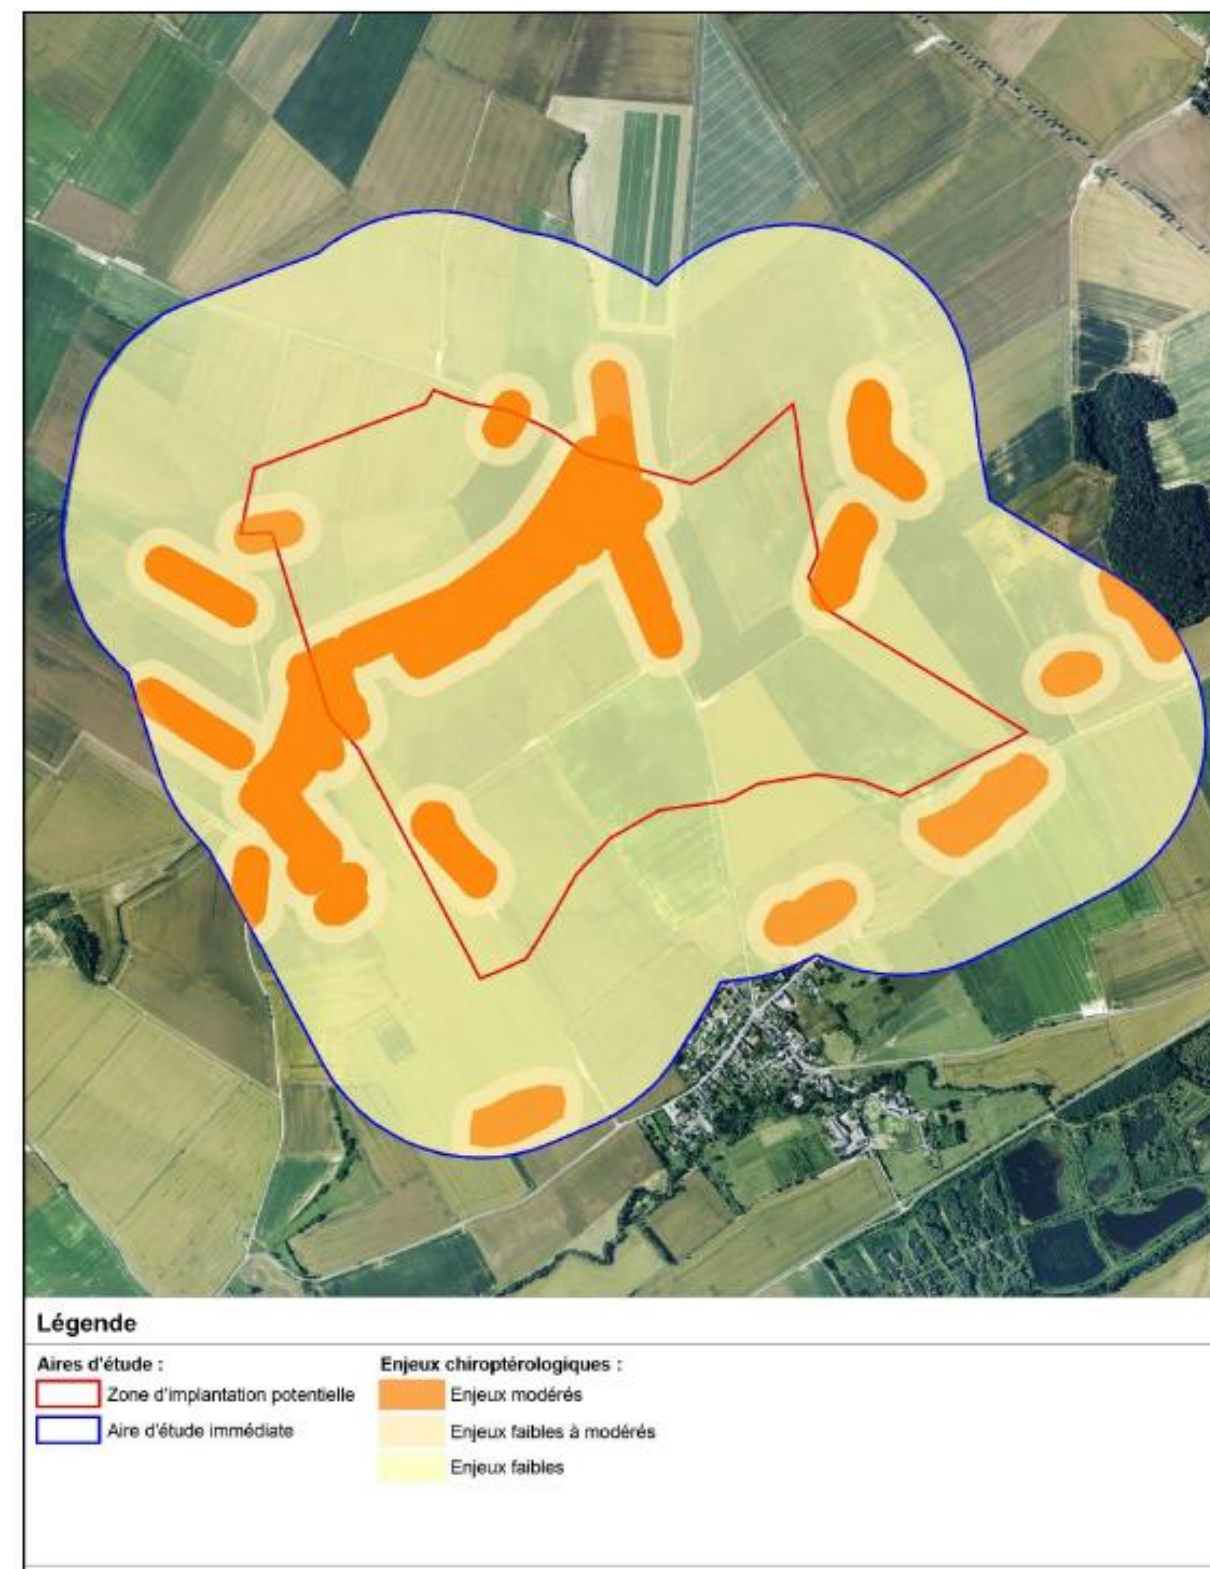 Légende
Aires d'étude :
Zone d'implantation potentielle
Aire d'étude immédiate
Enjeux chiroptérologiques :
Enjeux modérés
Enjeux faibles à modérés
Enjeux faibles